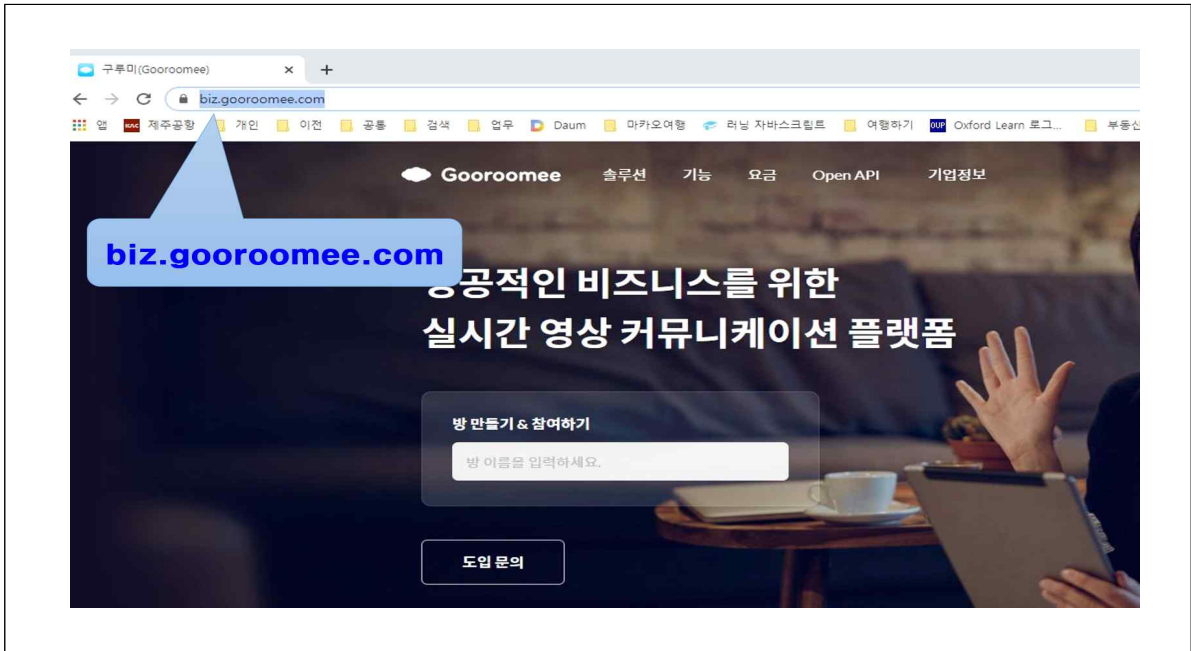 구루미(Gooroomee)
biz.gooroomee.com
앱 제주공항 개인 이전 공통 검색 업무 Daum 마카오여행 러닝 자바스크립트 여행하기 OUP Oxford Learn 로그... 부동산
Gooroomee 솔루션 기능 요금 Open API 기업정보
biz.gooroomee.com
공적인 비즈니스를 위한
실시간 영상 커뮤니케이션 플랫폼
방 만들기 & 참여하기
방 이름을 입력하세요.
도입 문의